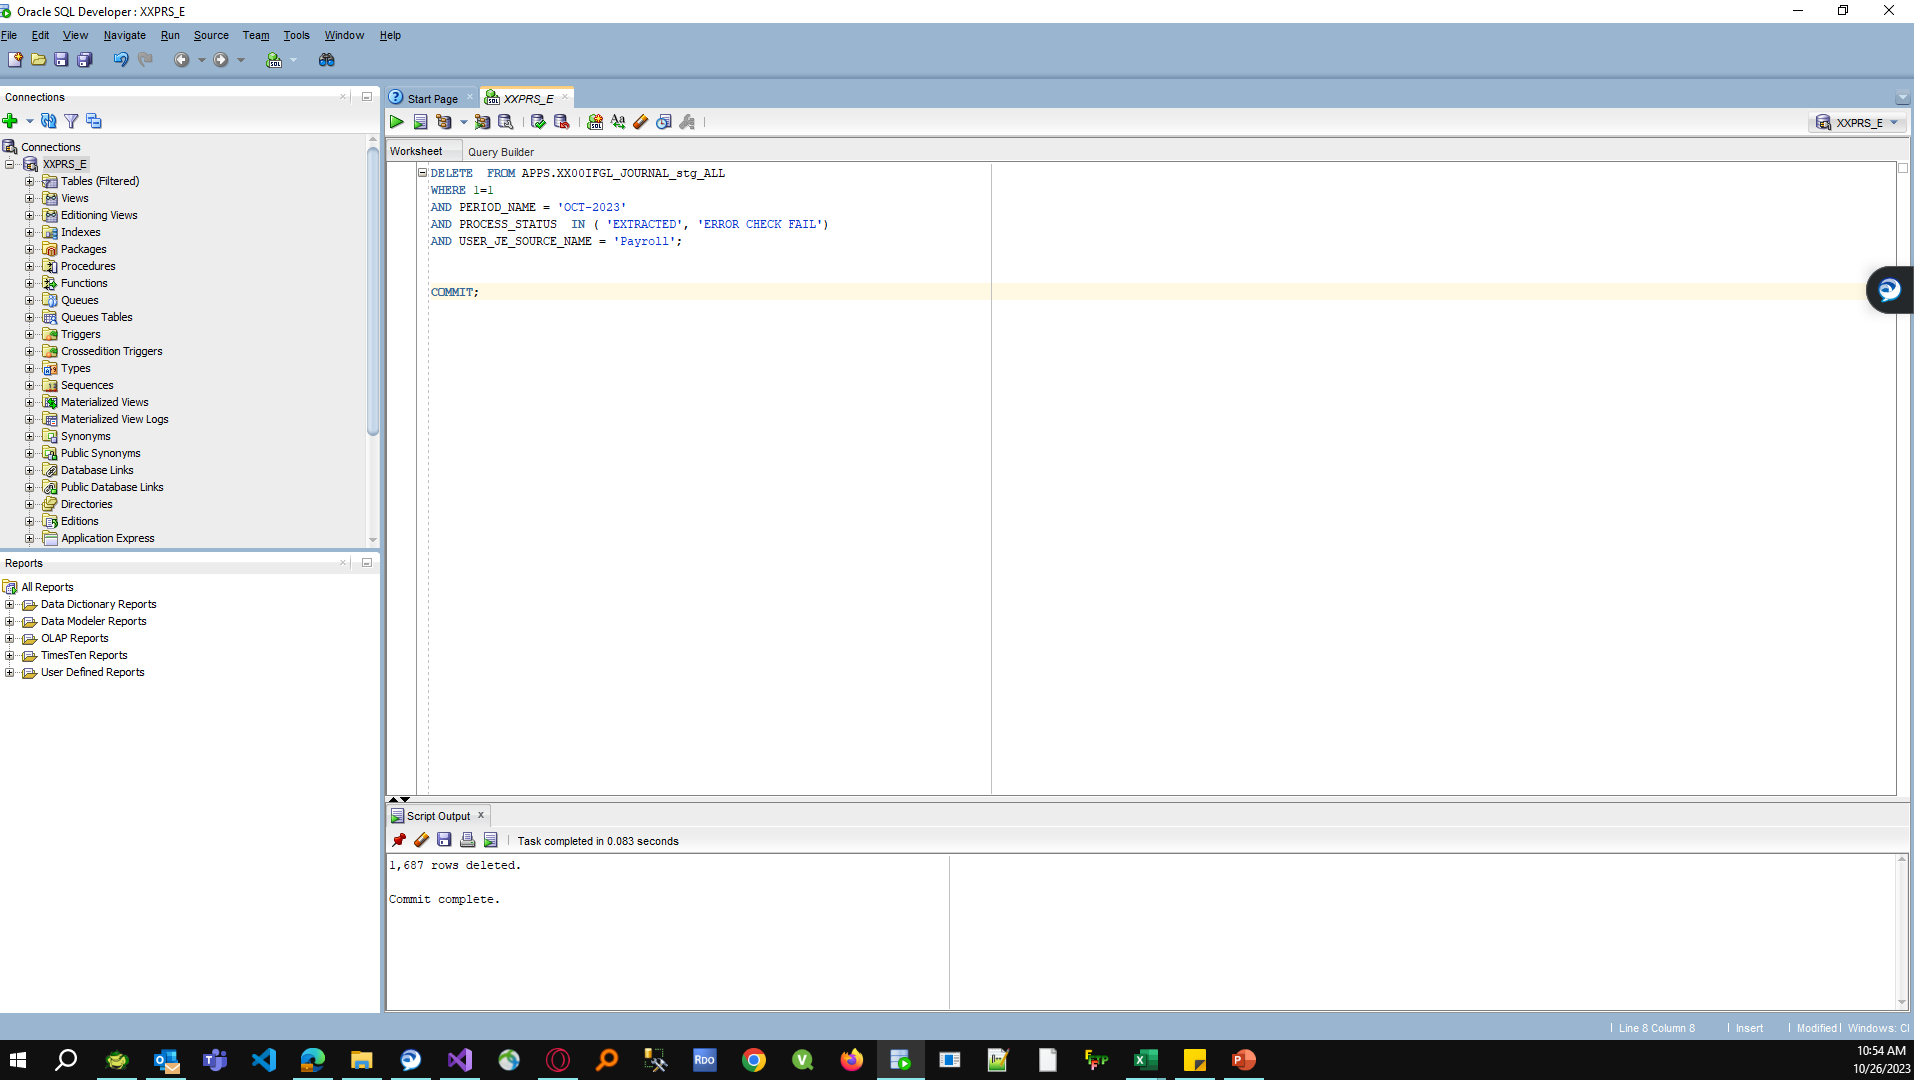 Oracle SQL Developer : XXPRS_E
File Edit View Navigate Run Source Team Tools Window Help
Connections
Connections
XXPRS_E
Tables (Filtered)
Views
Editioning Views
Indexes
Packages
Procedures
Functions
Queues
Queues Tables
Triggers
Crossedition Triggers
Types
Sequences
Materialized Views
Materialized View Logs
Synonyms
Public Synonyms
Database Links
Public Database Links
Directories
Editions
Application Express
Reports
All Reports
Data Dictionary Reports
Data Modeler Reports
OLAP Reports
TimesTen Reports
User Defined Reports
Start Page
XXPRS_E
XXPRS_E
Worksheet Query Builder
DELETE  FROM APPS.XX00IFGL_JOURNAL_stg_ALL
WHERE 1=1
AND PERIOD_NAME = 'OCT-2023'
AND PROCESS_STATUS  IN ( 'EXTRACTED', 'ERROR CHECK FAIL')
AND USER_JE_SOURCE_NAME = 'Payroll';
COMMIT;
Script Output x
Task completed in 0.083 seconds
1,687 rows deleted.
Commit complete.
Line 8 Column 8 Insert Modified Windows: Cl
RDO
10:54 AM
10/26/2023